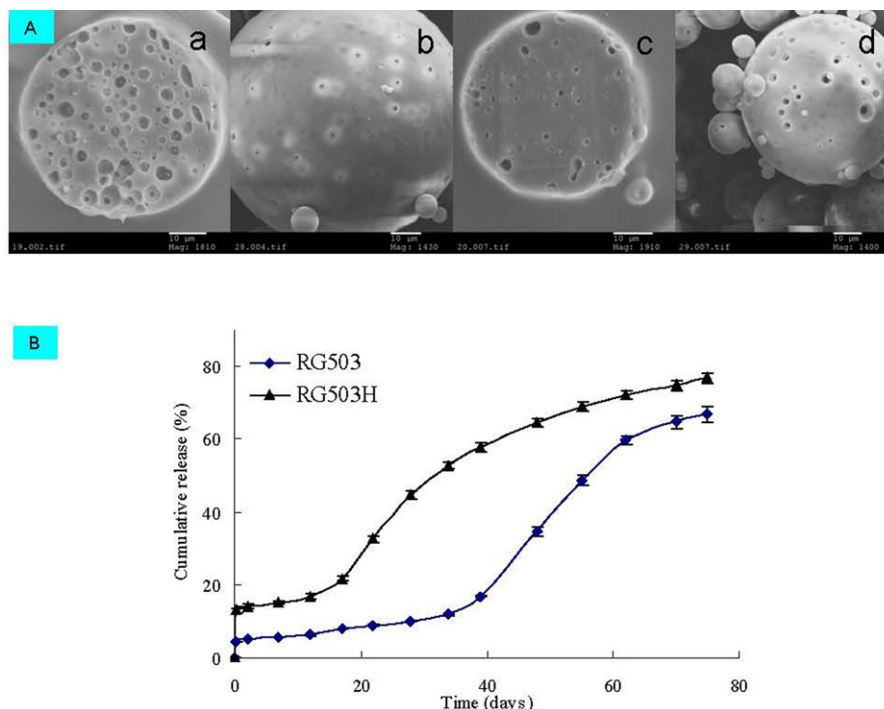 A
a
b
c
d
10 µm
19.002.tif
Mag: 1810
10 µm
28.004.tif
Mag: 1430
10 µm
20.007.tif
Mag: 1910
10 µm
29.007.tif
Mag: 1400
B
RG503
RG503H
Cumulative release (%)
80
60
40
20
0
0
20
40
60
80
Time (days)